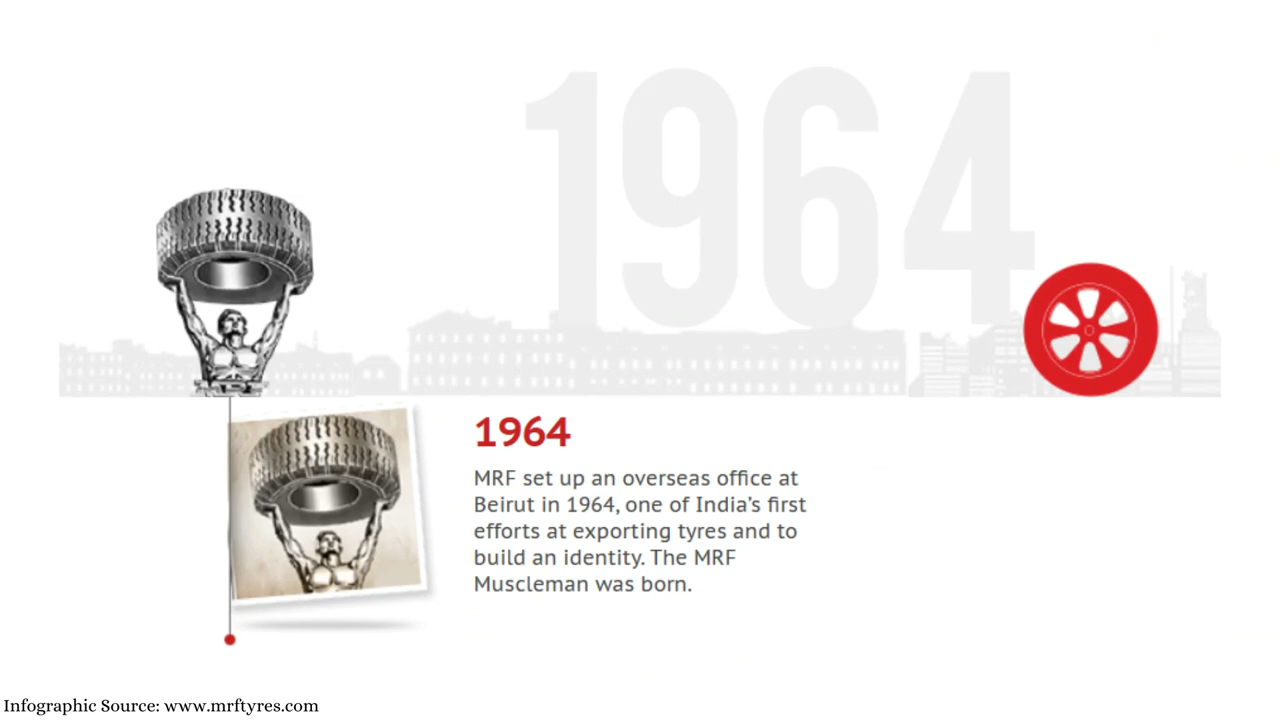 1964
1964
MRF set up an overseas office at
Beirut in 1964, one of India's first
efforts at exporting tyres and to
build an identity. The MRF
Muscleman was born.
Infographic Source: www.mrftyres.com